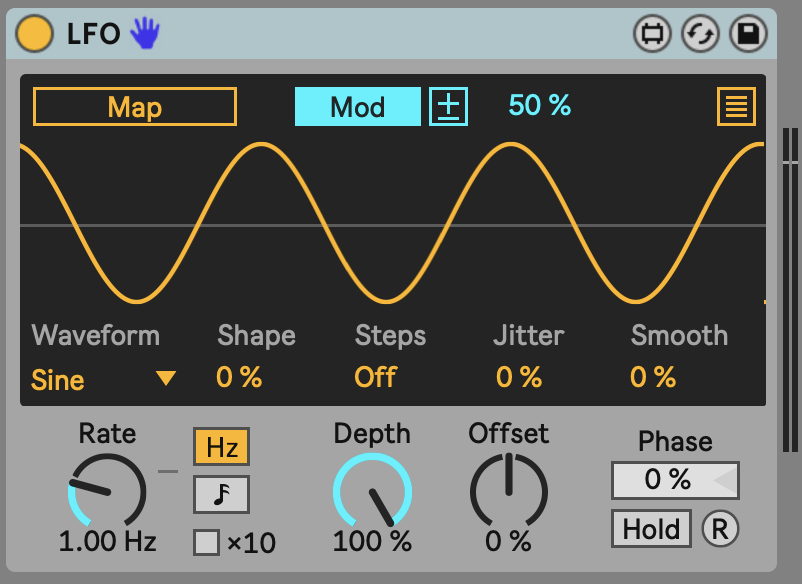 LFO
Map Mod ± 50 %
Waveform Shape Steps Jitter Smooth
Sine 0 % Off 0 % 0 %
Rate Depth Offset Phase
Hz
0 %
1.00 Hz ×10 100 % 0 % Hold R